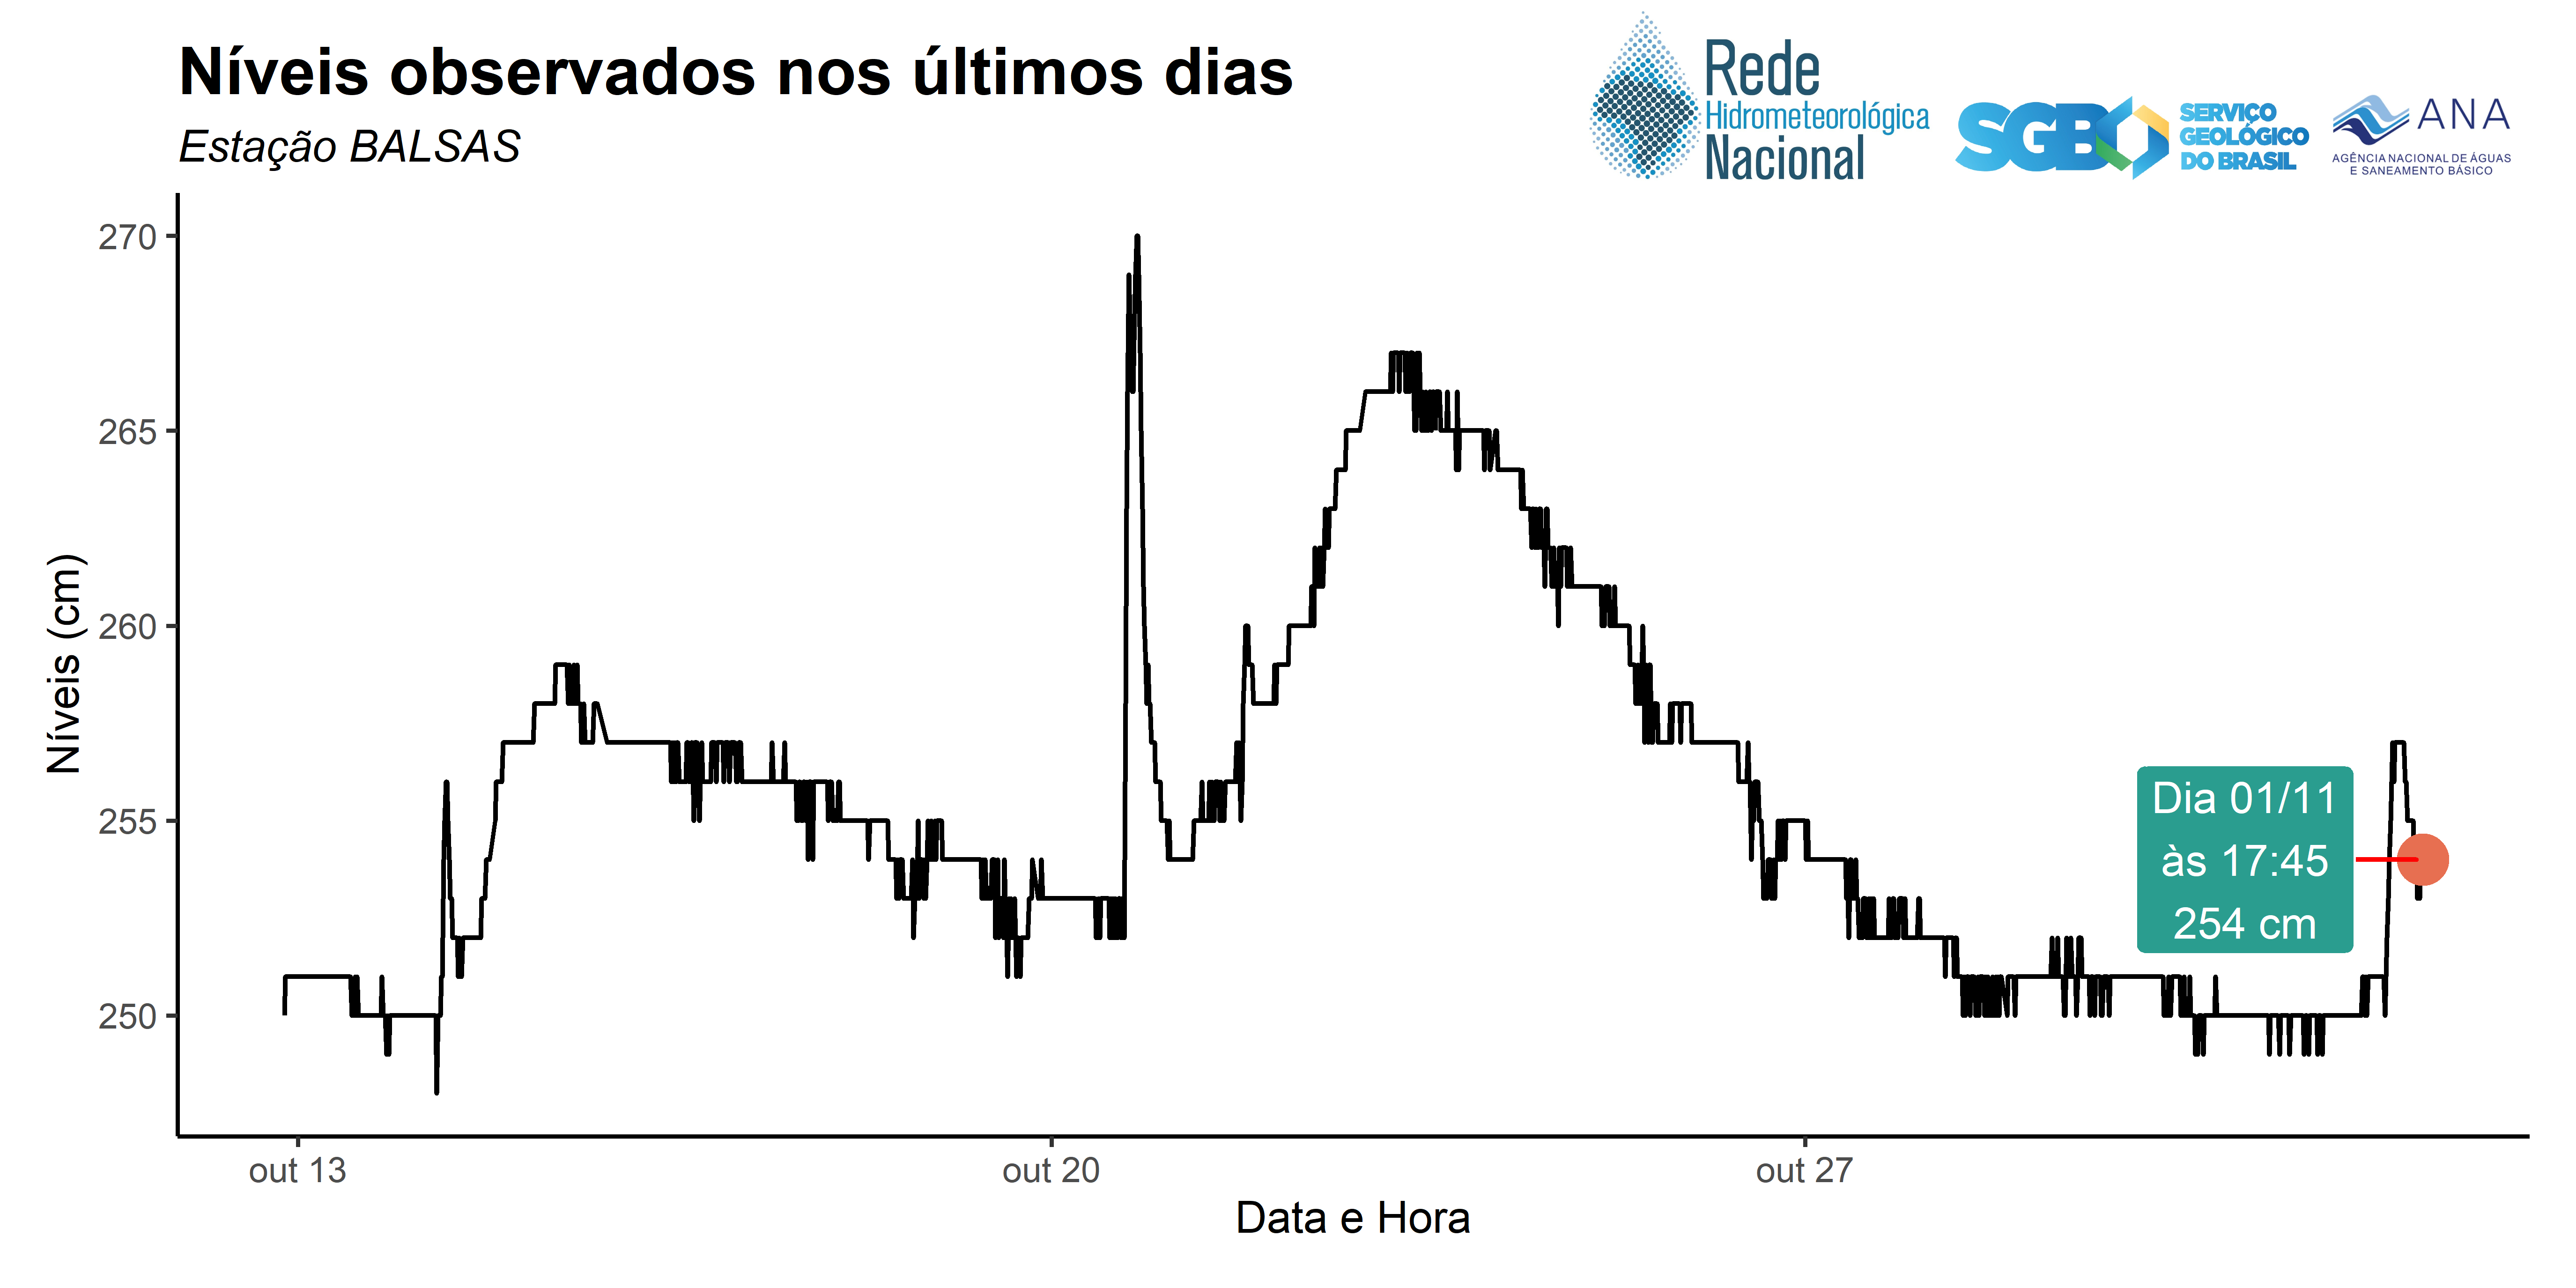 Níveis observados nos últimos dias
Estação BALSAS
Rede
Hidrometeorológica
Nacional
SGB
SERVIÇO
GEOLÓGICO
DO BRASIL
ANA
AGÊNCIA NACIONAL DE ÁGUAS
E SANEAMENTO BÁSICO
Níveis (cm)
270
265
260
255
250
Dia 01/11
às 17:45
254 cm
out 13
out 20
out 27
Data e Hora